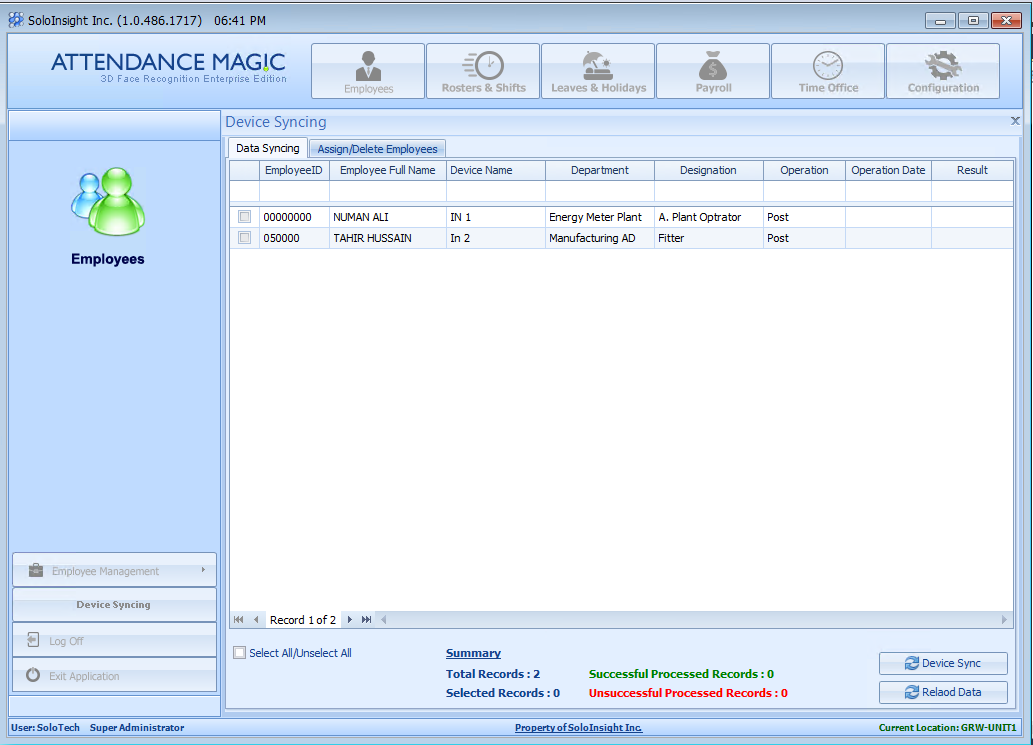 SoloInsight Inc. (1.0.486.1717) 06:41 PM
ATTENDANCE MAGIC
3D Face Recognition Enterprise Edition
Employees Rosters & Shifts Leaves & Holidays Payroll Time Office Configuration
Device Syncing
Data Syncing Assign/Delete Employees
EmployeeID Employee Full Name Device Name Department Designation Operation Operation Date Result
00000000 NUMAN ALI IN 1 Energy Meter Plant A. Plant Optrator Post
050000 TAHIR HUSSAIN In 2 Manufacturing AD Fitter Post
Employees
Employee Management
Device Syncing
Log Off
Exit Application
Record 1 of 2
Select All/Unselect All
Summary
Total Records : 2 Successful Processed Records : 0
Selected Records : 0 Unsuccessful Processed Records : 0
Device Sync
Relaod Data
User: SoloTech Super Administrator Property of SoloInsight Inc. Current Location: GRW-UNIT1